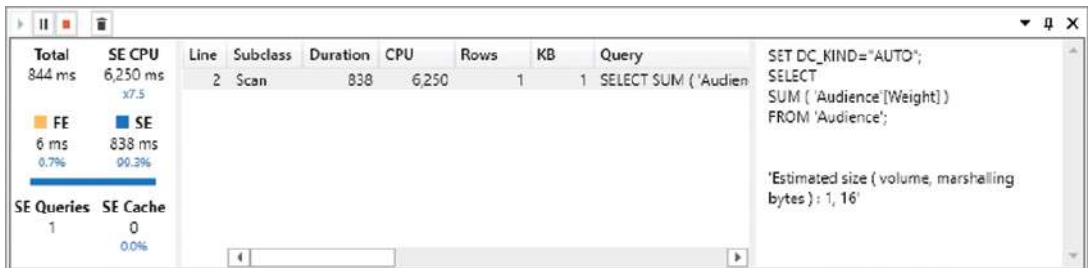 Total SE CPU
844 ms 6,250 ms
x7.5
FE SE
6 ms 838 ms
0.7% 99.3%
SE Queries SE Cache
1 0
0.0%
Line Subclass Duration CPU Rows KB Query
2 Scan 838 6,250 1 1 SELECT SUM ( 'Audien
SET DC_KIND="AUTO";
SELECT
SUM ( 'Audience'[Weight] )
FROM 'Audience';
'Estimated size ( volume, marshalling
bytes ) : 1, 16'